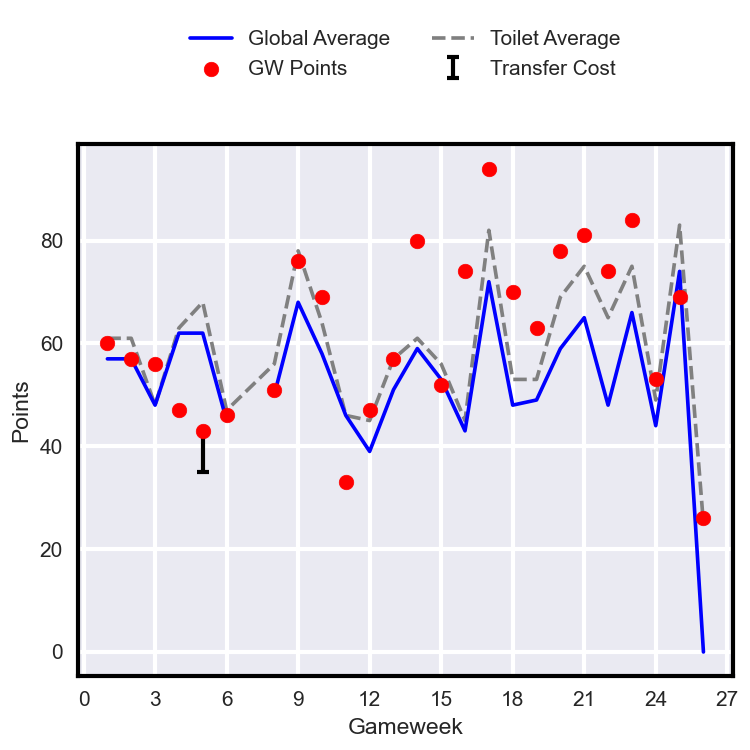 Global Average
Toilet Average
GW Points
Transfer Cost
80
60
40
20
0
Points
0 3 6 9 12 15 18 21 24 27
Gameweek